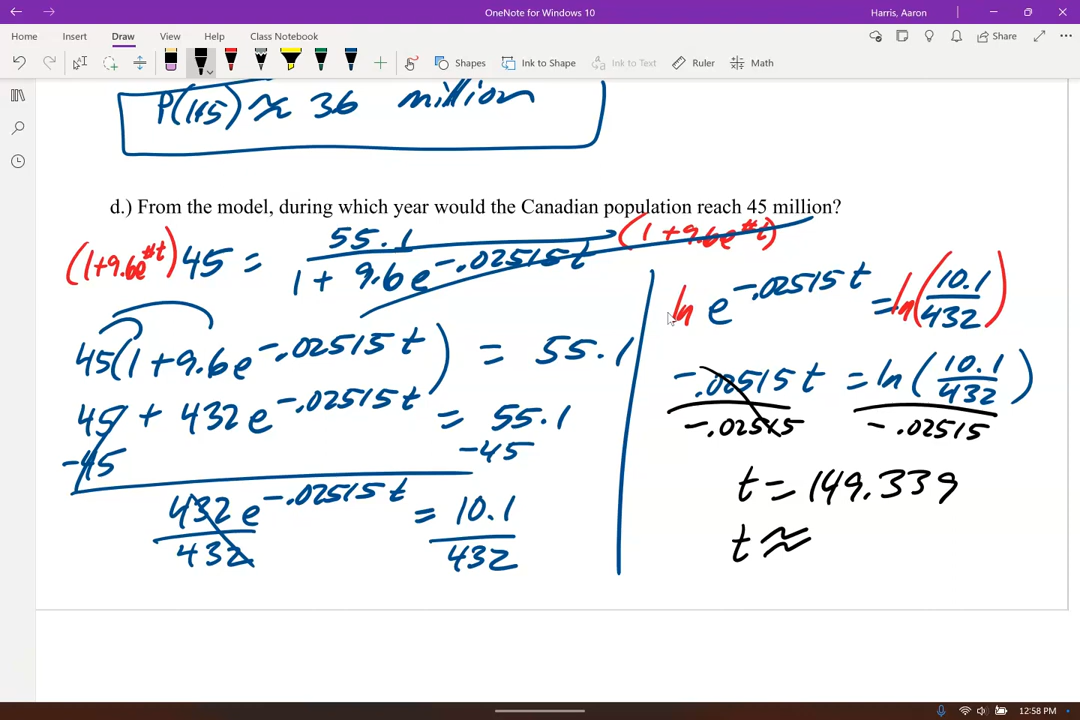 OneNote for Windows 10
Harris, Aaron
Home Insert Draw View Help Class Notebook
Share
Shapes Ink to Shape Ink to Text Ruler Math
P(145) ≈ 36 million
d.) From the model, during which year would the Canadian population reach 45 million?
(1+9.6e^#t) 45 = 55.1 / (1 + 9.6e^-.02515t) (1+9.6e^#t)
45(1+9.6e^-.02515t) = 55.1
45 + 432e^-.02515t = 55.1
-45 -45
432e^-.02515t / 432 = 10.1 / 432
ln e^-.02515t = ln(10.1/432)
-.02515t = ln(10.1/432)
-.02515 -.02515
t = 149.339
t ≈
12:58 PM